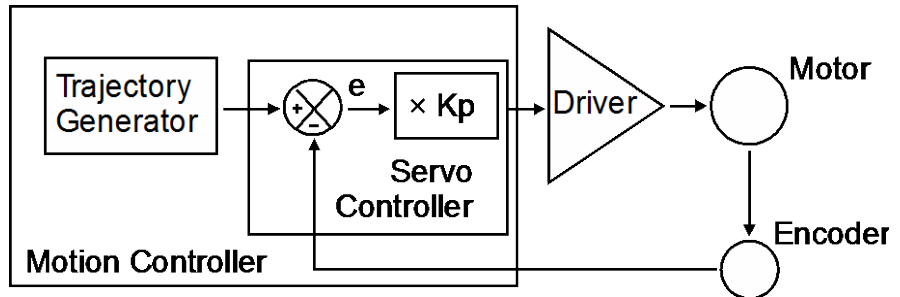 Trajectory
Generator
+
−
e
× Kp
Servo
Controller
Motion Controller
Driver
Motor
Encoder